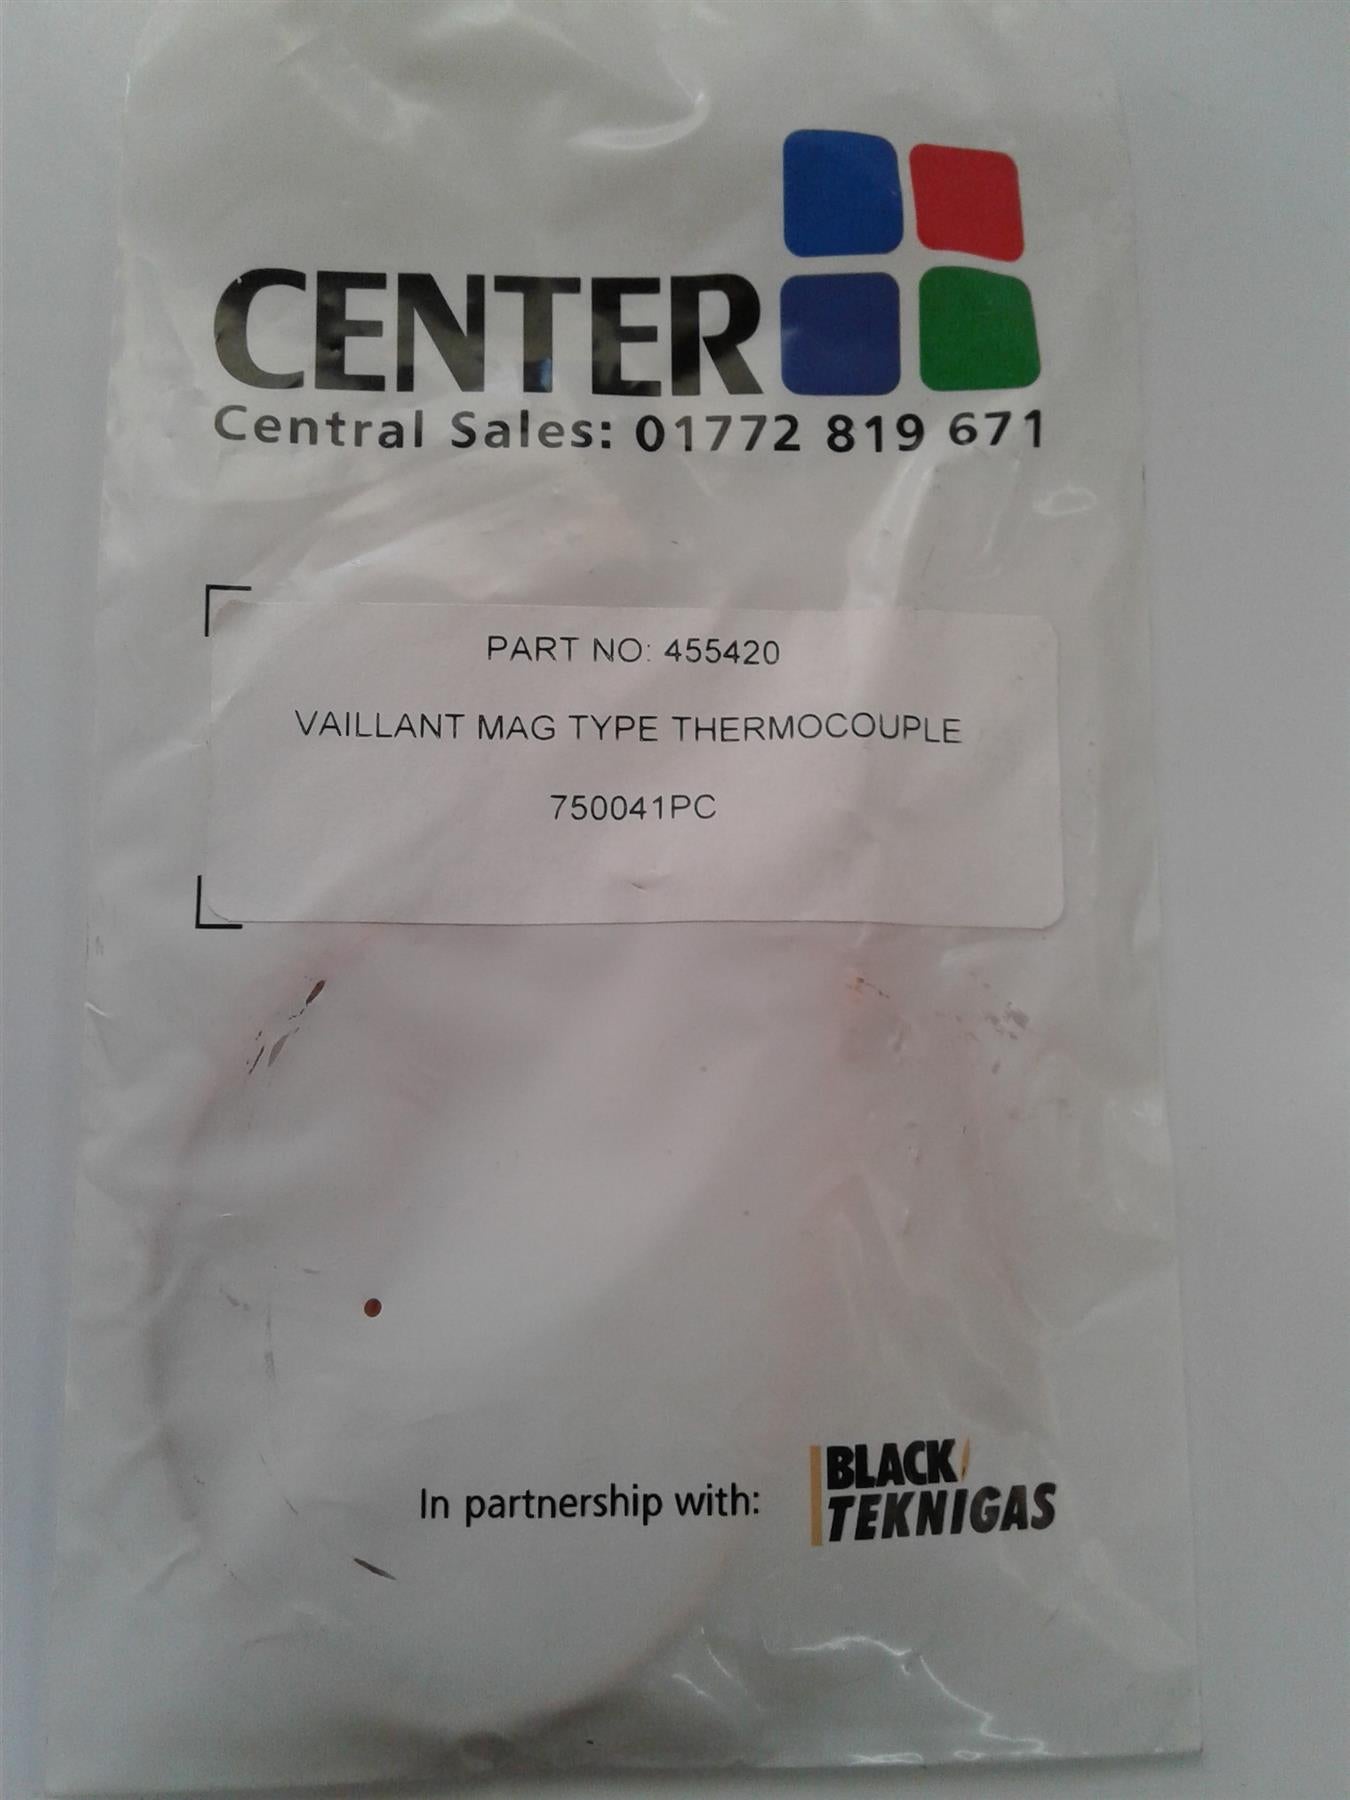 CENTER
Central Sales: 01772 819 671
PART NO: 455420
VAILLANT MAG TYPE THERMOCOUPLE
750041PC
In partnership with:
BLACK
TEKNIGAS